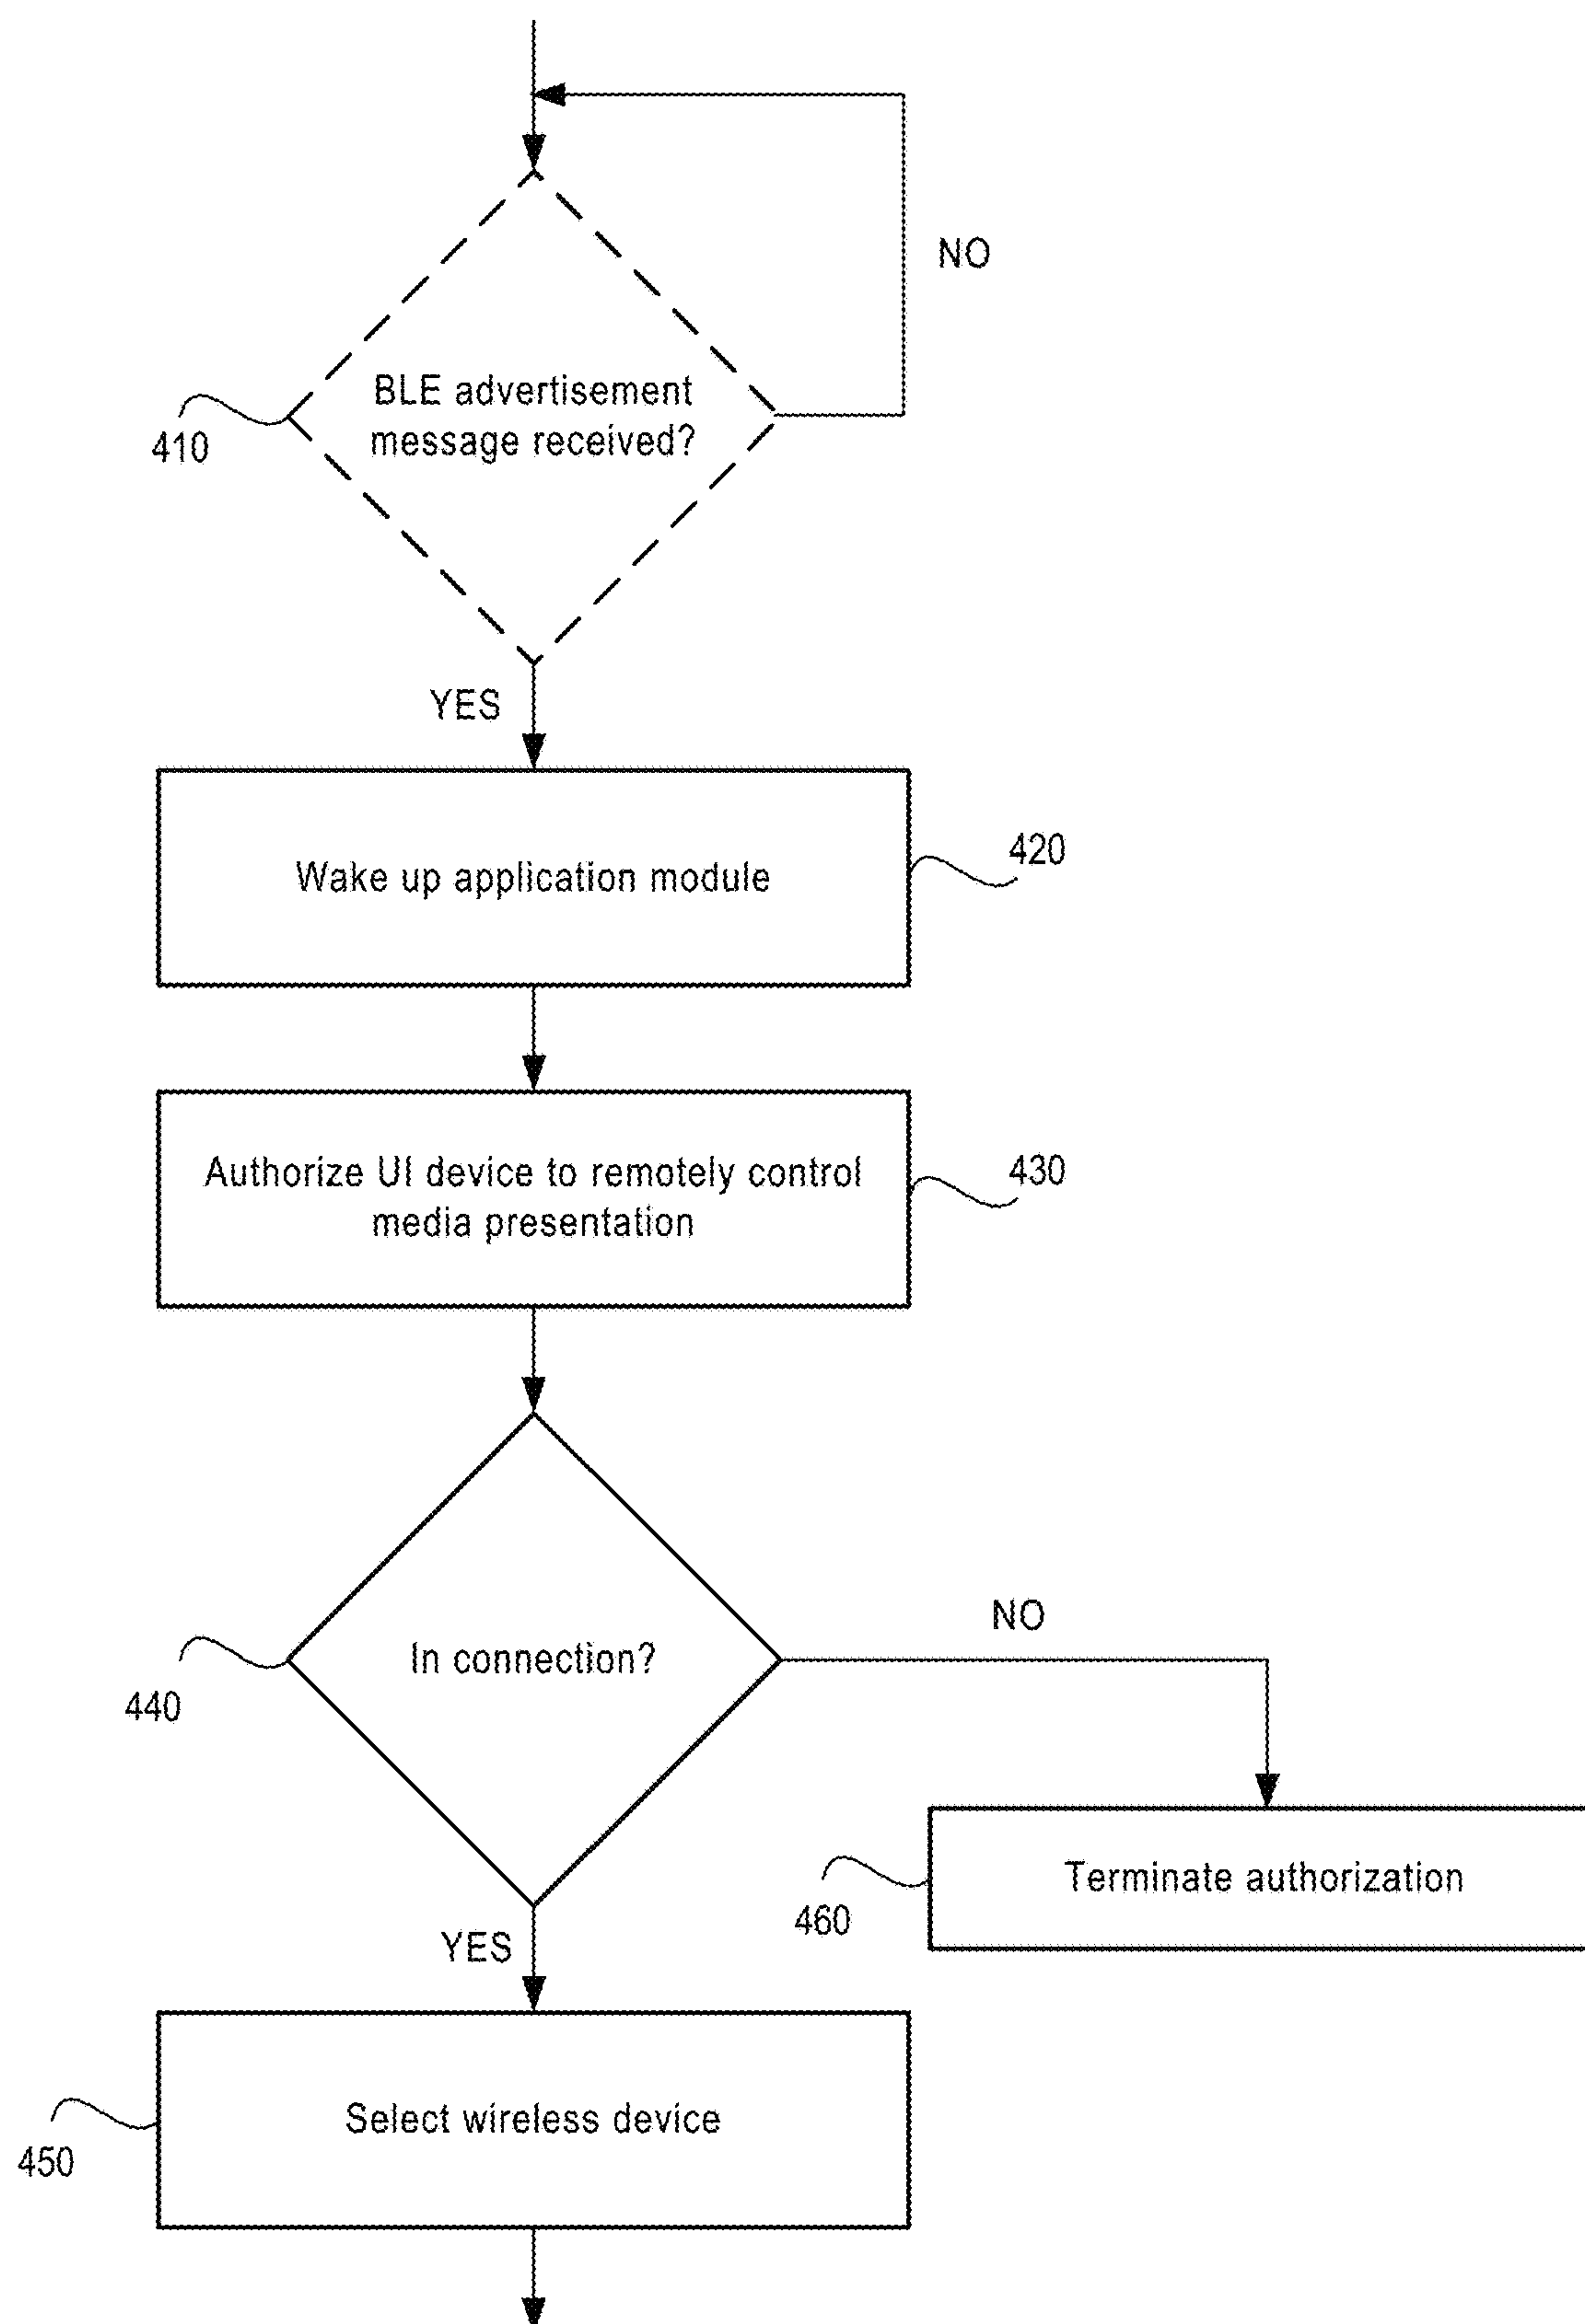 NO
BLE advertisement
message received?
410
YES
Wake up application module
420
Authorize UI device to remotely control
media presentation
430
In connection?
NO
440
Terminate authorization
460
YES
Select wireless device
450